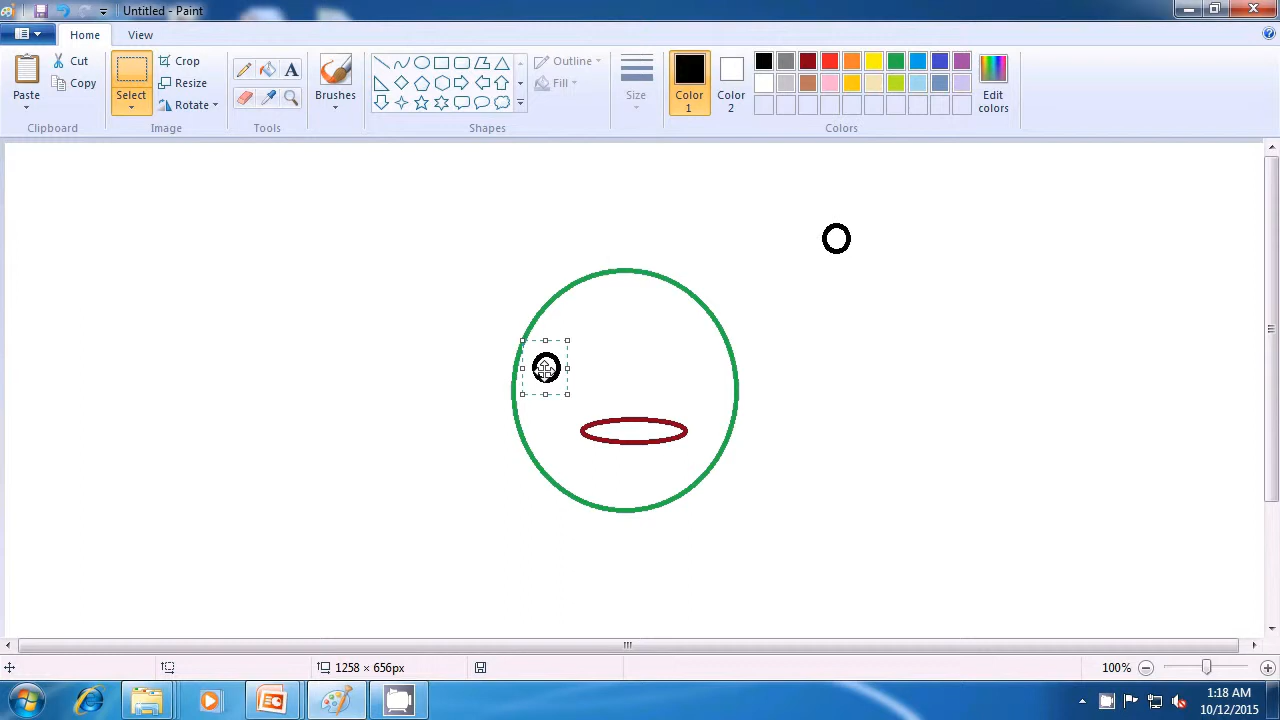 Untitled - Paint
Home View
Paste
Cut
Copy
Clipboard
Select
Crop
Resize
Rotate
Image
A
Tools
Brushes
Outline
Fill
Shapes
Size
Color 1
Color 2
Edit colors
Colors
1258 × 656px
100%
1:18 AM
10/12/2015